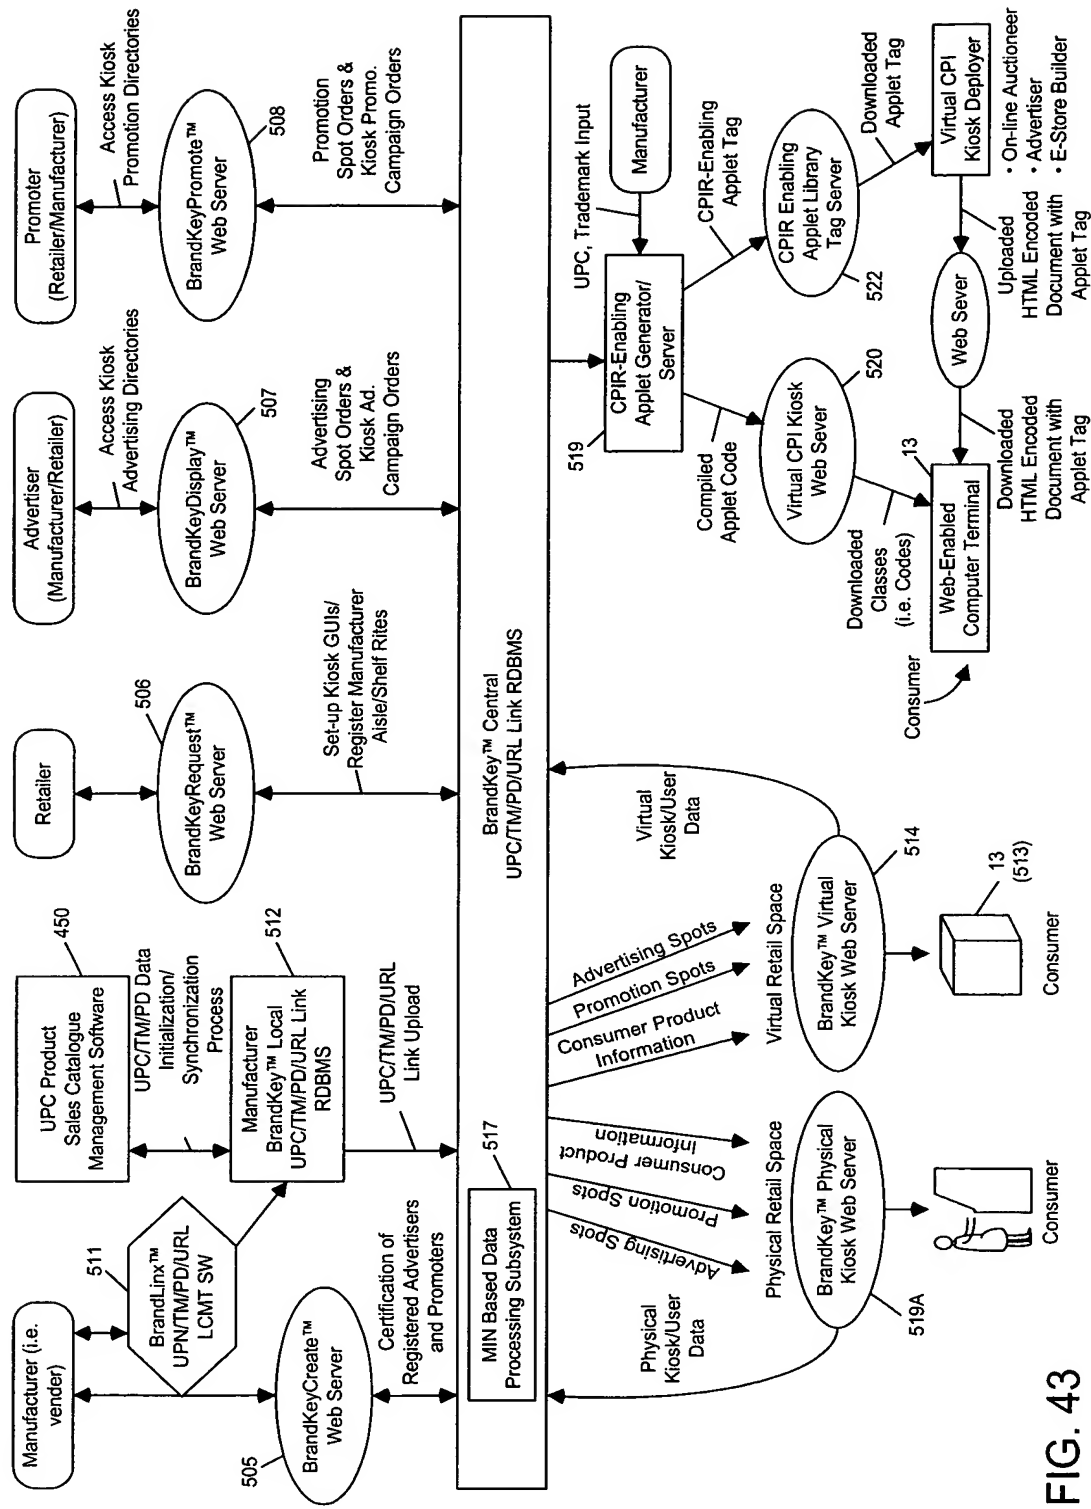 Manufacturer (i.e.
vender)
511
BrandLinx™
UPN/TM/PD/URL
LCMT SW
505
BrandKeyCreate™
Web Server
Certification of
Registered Advertisers
and Promoters
450
UPC Product
Sales Catalogue
Management Software
UPC/TM/PD Data
Initialization/
Synchronization
Process
512
Manufacturer
BrandKey™ Local
UPC/TM/PD/URL Link
RDBMS
UPC/TM/PD/URL
Link Upload
Retailer
506
BrandKeyRequest™
Web Server
Set-up Kiosk GUIs/
Register Manufacturer
Aisle/Shelf Rites
Advertiser
(Manufacturer/Retailer)
Access Kiosk
Advertising Directories
507
BrandKeyDisplay™
Web Server
Advertising
Spot Orders &
Kiosk Ad.
Campaign Orders
Promoter
(Retailer/Manufacturer)
Access Kiosk
Promotion Directories
508
BrandKeyPromote™
Web Server
Promotion
Spot Orders &
Kiosk Promo.
Campaign Orders
MIN Based Data
Processing Subsystem
517
BrandKey™ Central
UPC/TM/PD/URL Link RDBMS
Physical
Kiosk/User
Data
Advertising Spots
Promotion Spots
Consumer Product
Information
Physical Retail Space
BrandKey™ Physical
Kiosk Web Server
519A
Consumer
Advertising Spots
Promotion Spots
Consumer Product
Information
Virtual Retail Space
Virtual
Kiosk/User
Data
BrandKey™ Virtual
Kiosk Web Server
514
13
(513)
Consumer
UPC, Trademark Input
Manufacturer
519
CPIR-Enabling
Applet Generator/
Server
CPIR-Enabling
Applet Tag
Compiled
Applet Code
Virtual CPI Kiosk
Web Sever
520
CPIR Enabling
Applet Library
Tag Server
522
Downloaded
Applet Tag
Downloaded
Classes
(i.e. Codes)
13
Consumer
Web-Enabled
Computer Terminal
Web Sever
Virtual CPI
Kiosk Deployer
• On-line Auctioneer
• Advertiser
• E-Store Builder
Downloaded
HTML Encoded
Document with
Applet Tag
Uploaded
HTML Encoded
Document with
Applet Tag
FIG. 43